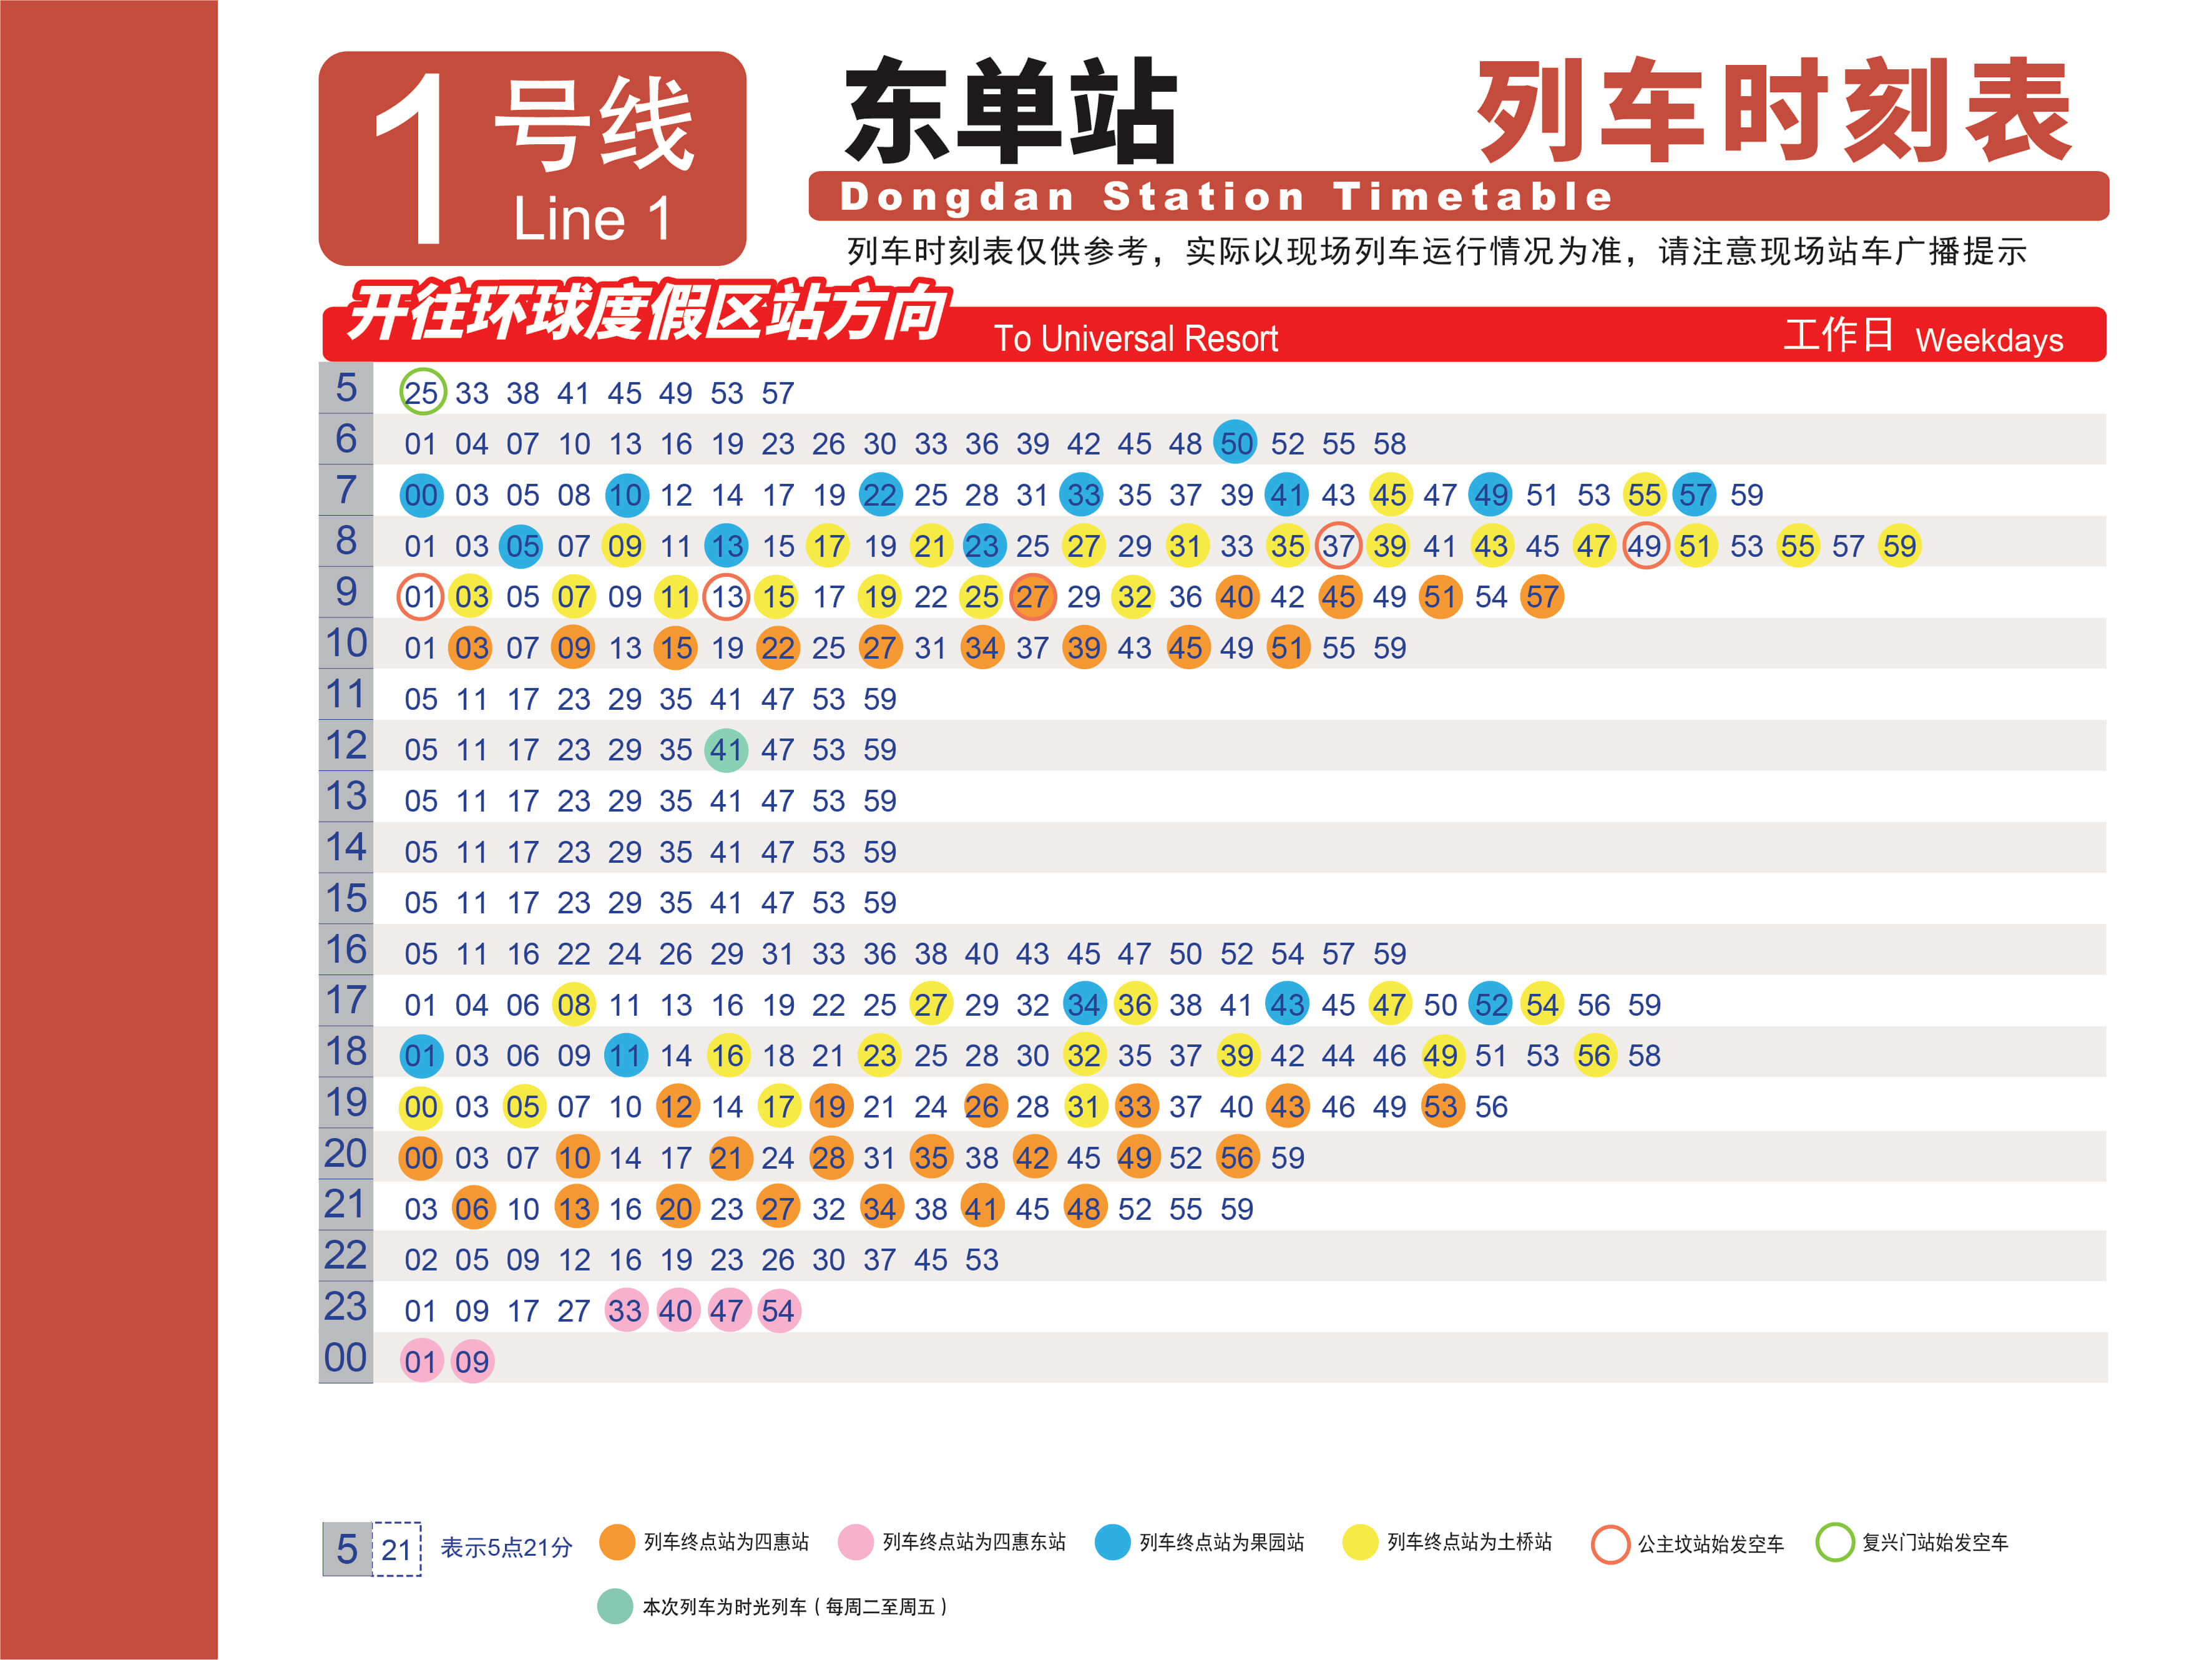 1号线
Line 1
东单站
列车时刻表
Dongdan Station Timetable
列车时刻表仅供参考，实际以现场列车运行情况为准，请注意现场站车广播提示
开往环球度假区站方向 To Universal Resort 工作日 Weekdays
5 25 33 38 41 45 49 53 57
6 01 04 07 10 13 16 19 23 26 30 33 36 39 42 45 48 50 52 55 58
7 00 03 05 08 10 12 14 17 19 22 25 28 31 33 35 37 39 41 43 45 47 49 51 53 55 57 59
8 01 03 05 07 09 11 13 15 17 19 21 23 25 27 29 31 33 35 37 39 41 43 45 47 49 51 53 55 57 59
9 01 03 05 07 09 11 13 15 17 19 22 25 27 29 32 36 40 42 45 49 51 54 57
10 01 03 07 09 13 15 19 22 25 27 31 34 37 39 43 45 49 51 55 59
11 05 11 17 23 29 35 41 47 53 59
12 05 11 17 23 29 35 41 47 53 59
13 05 11 17 23 29 35 41 47 53 59
14 05 11 17 23 29 35 41 47 53 59
15 05 11 17 23 29 35 41 47 53 59
16 05 11 16 22 24 26 29 31 33 36 38 40 43 45 47 50 52 54 57 59
17 01 04 06 08 11 13 16 19 22 25 27 29 32 34 36 38 41 43 45 47 50 52 54 56 59
18 01 03 06 09 11 14 16 18 21 23 25 28 30 32 35 37 39 42 44 46 49 51 53 56 58
19 00 03 05 07 10 12 14 17 19 21 24 26 28 31 33 37 40 43 46 49 53 56
20 00 03 07 10 14 17 21 24 28 31 35 38 42 45 49 52 56 59
21 03 06 10 13 16 20 23 27 32 34 38 41 45 48 52 55 59
22 02 05 09 12 16 19 23 26 30 37 45 53
23 01 09 17 27 33 40 47 54
00 01 09
5 21 表示5点21分 列车终点站为四惠站 列车终点站为四惠东站 列车终点站为果园站 列车终点站为土桥站 公主坟站始发空车 复兴门站始发空车
本次列车为时光列车（每周二至周五）